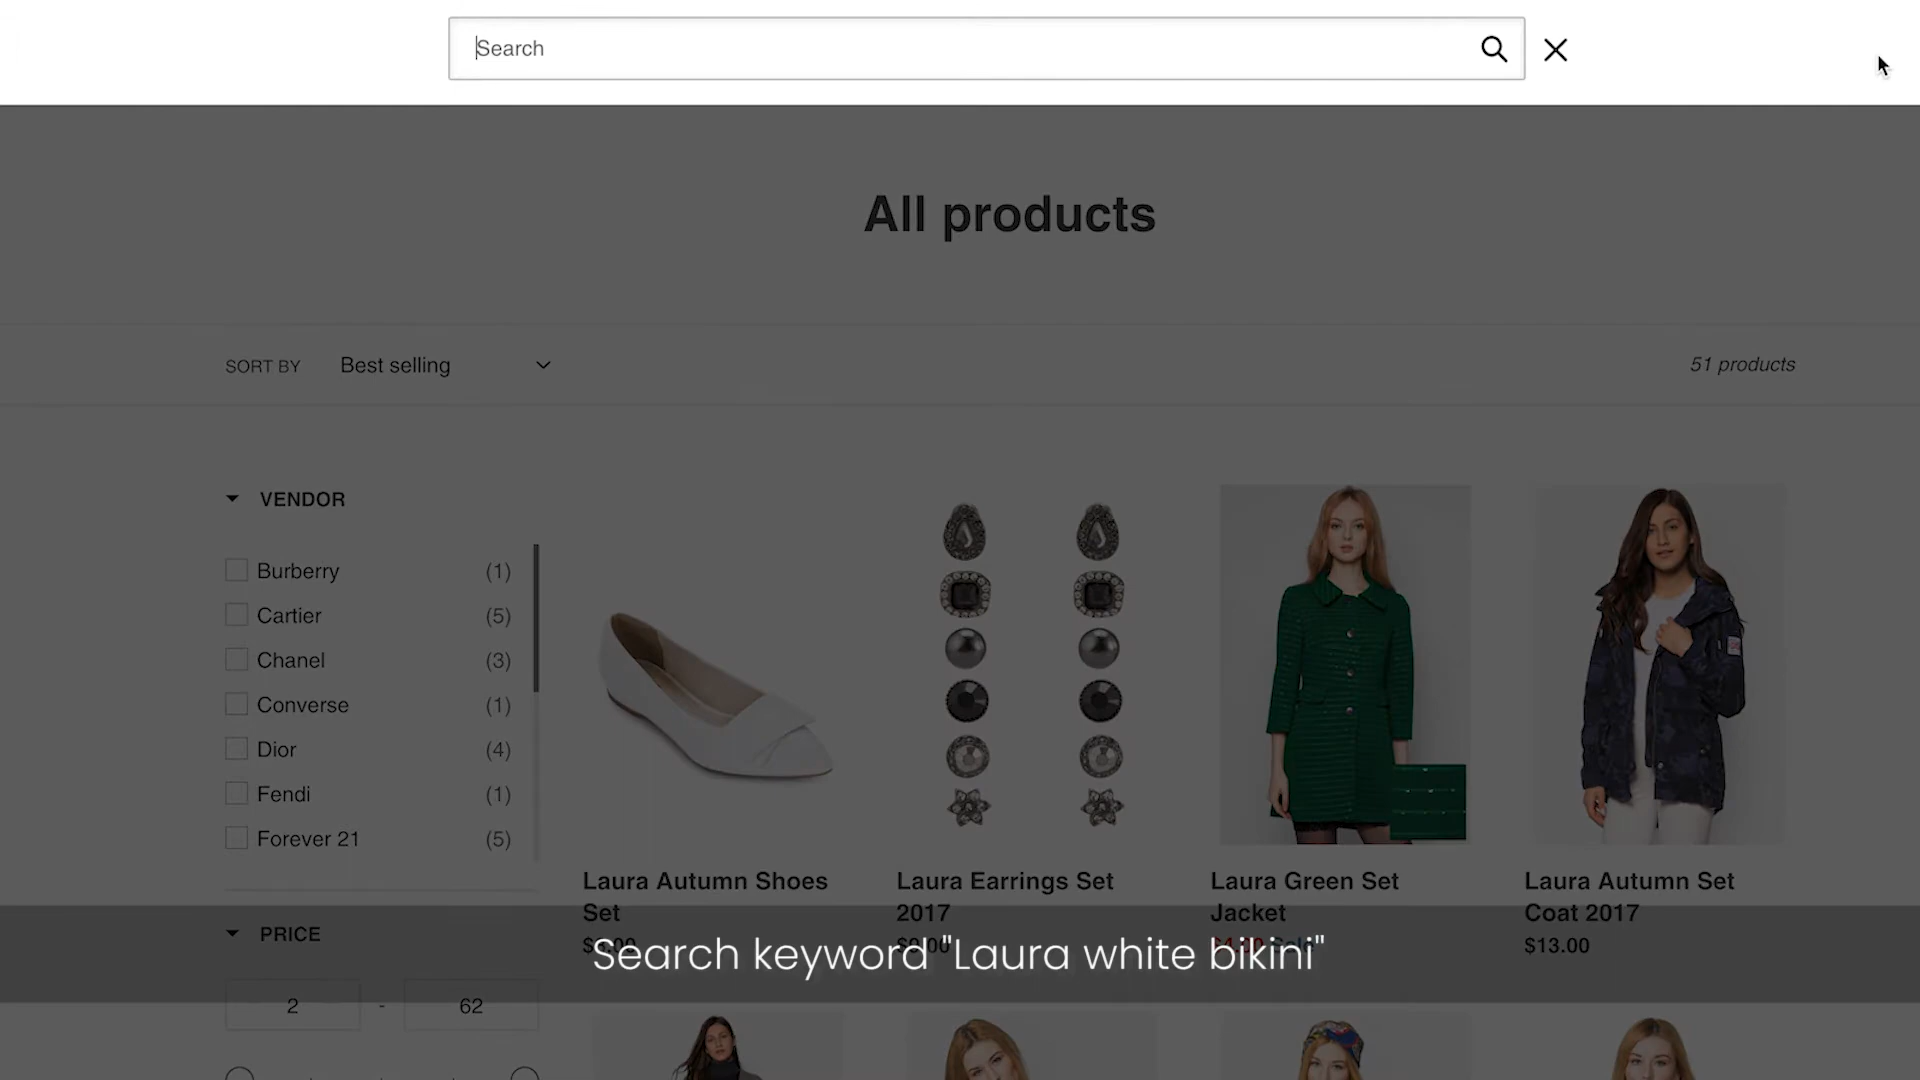 Search
All products
SORT BY Best selling
51 products
VENDOR
Burberry (1)
Cartier (5)
Chanel (3)
Converse (1)
Dior (4)
Fendi (1)
Forever 21 (5)
PRICE
2 - 62
Laura Autumn Shoes
Set
Laura Earrings Set
2017
Laura Green Set
Jacket
Laura Autumn Set
Coat 2017
$13.00
Search keyword "Laura white bikini"